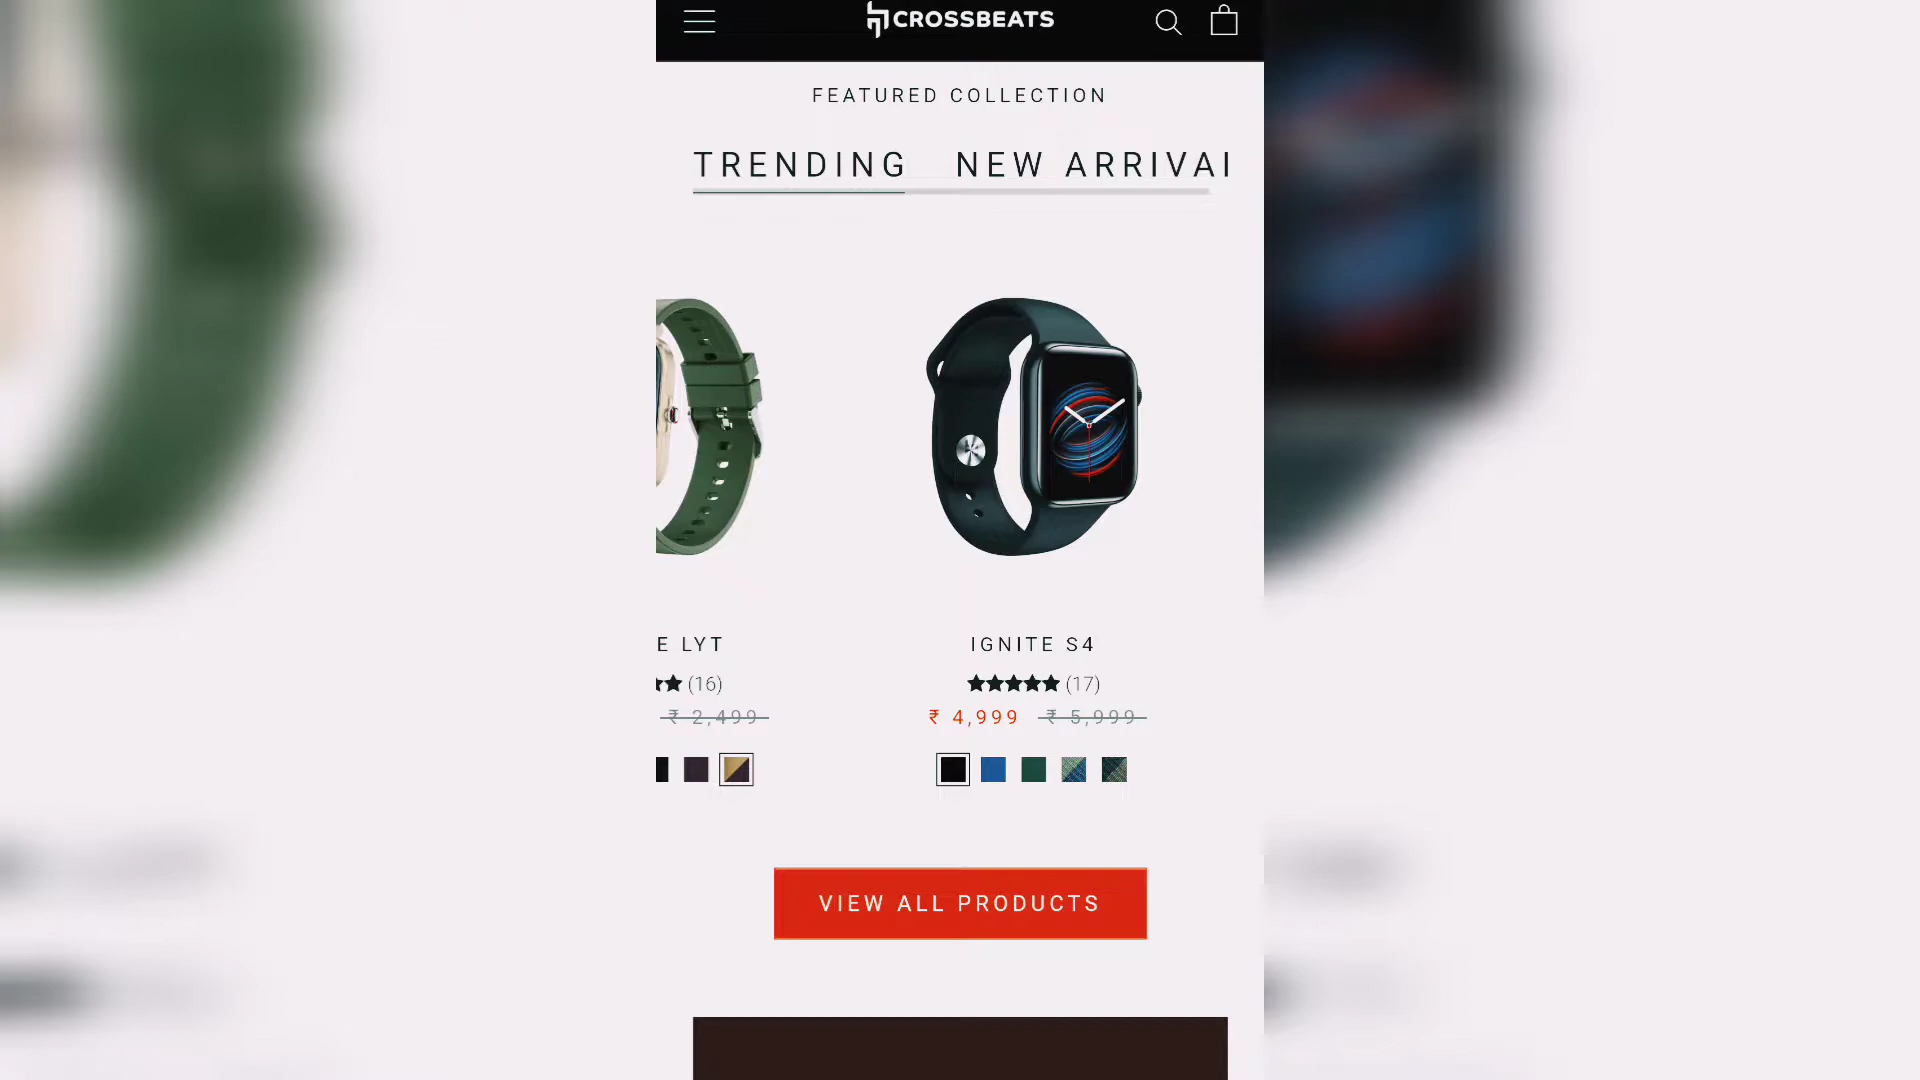 CROSSBEATS
FEATURED COLLECTION
TRENDING NEW ARRIVAI
E LYT
(16)
₹ 2,499
IGNITE S4
(17)
₹ 4,999 ₹ 5,999
VIEW ALL PRODUCTS